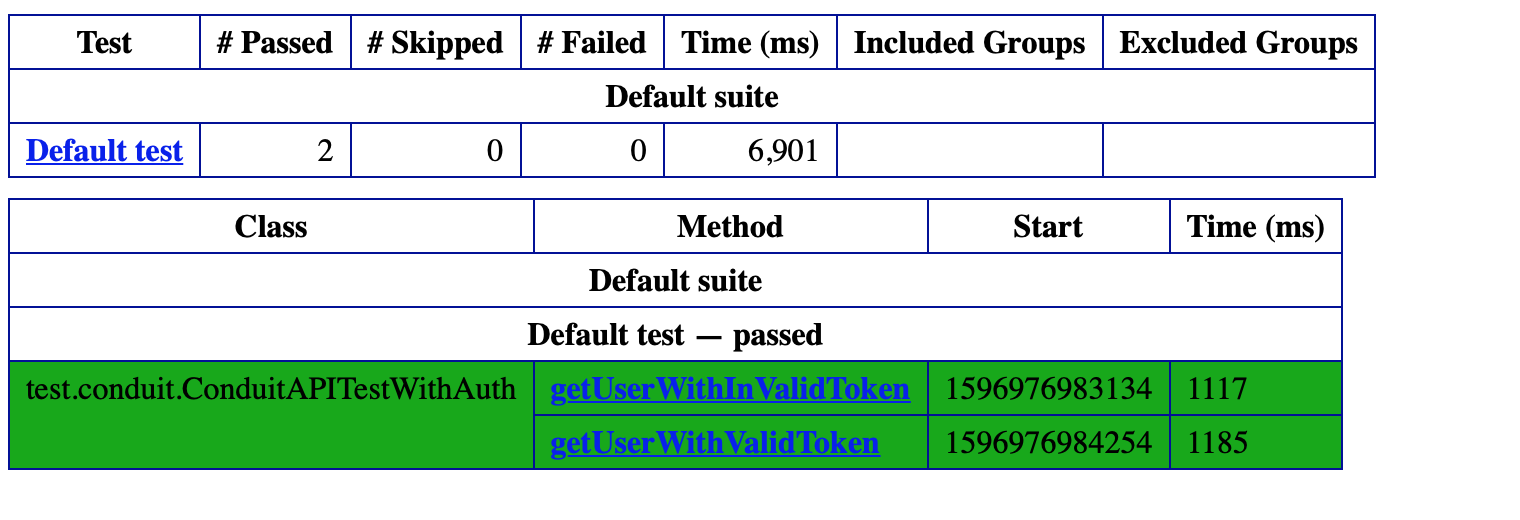 Test # Passed # Skipped # Failed Time (ms) Included Groups Excluded Groups
Default suite
Default test 2 0 0 6,901
Class Method Start Time (ms)
Default suite
Default test — passed
test.conduit.ConduitAPITestWithAuth getUserWithInValidToken 1596976983134 1117
getUserWithValidToken 1596976984254 1185